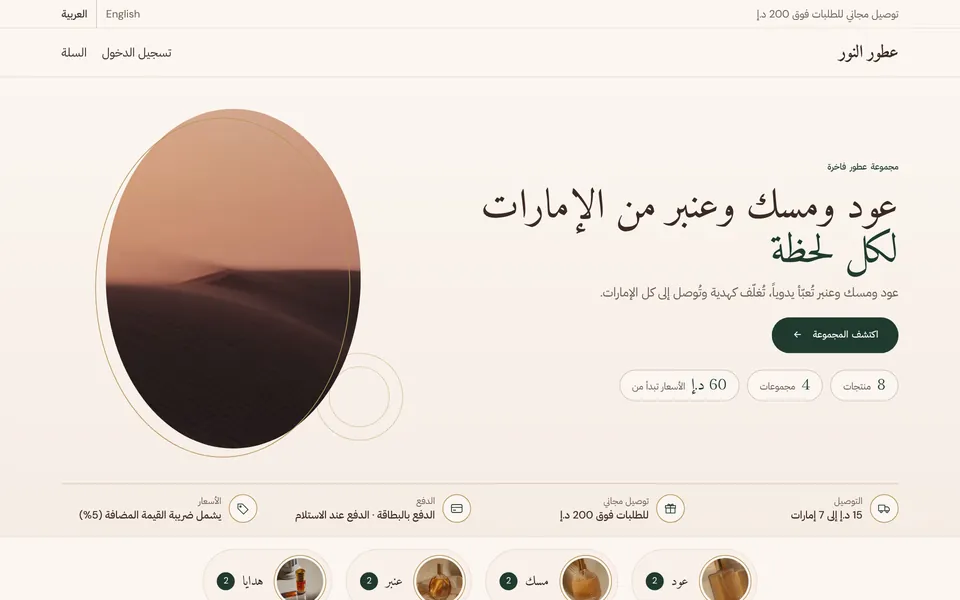 توصيل مجاني للطلبات فوق 200 د.إ
English
العربية
عطور النور
تسجيل الدخول
السلة
مجموعة عطور فاخرة
عود ومسك وعنبر من الإمارات
لكل لحظة
عود ومسك وعنبر تُعبّأ يدوياً، تُغلّف كهدية وتُوصل إلى كل الإمارات.
اكتشف المجموعة ←
8 منتجات
4 مجموعات
60 د.إ الأسعار تبدأ من
التوصيل
15 د.إ إلى 7 إمارات
توصيل مجاني
للطلبات فوق 200 د.إ
الدفع
الدفع بالبطاقة · الدفع عند الاستلام
الأسعار
يشمل ضريبة القيمة المضافة (5%)
عود 2
مسك 2
عنبر 2
هدايا 2